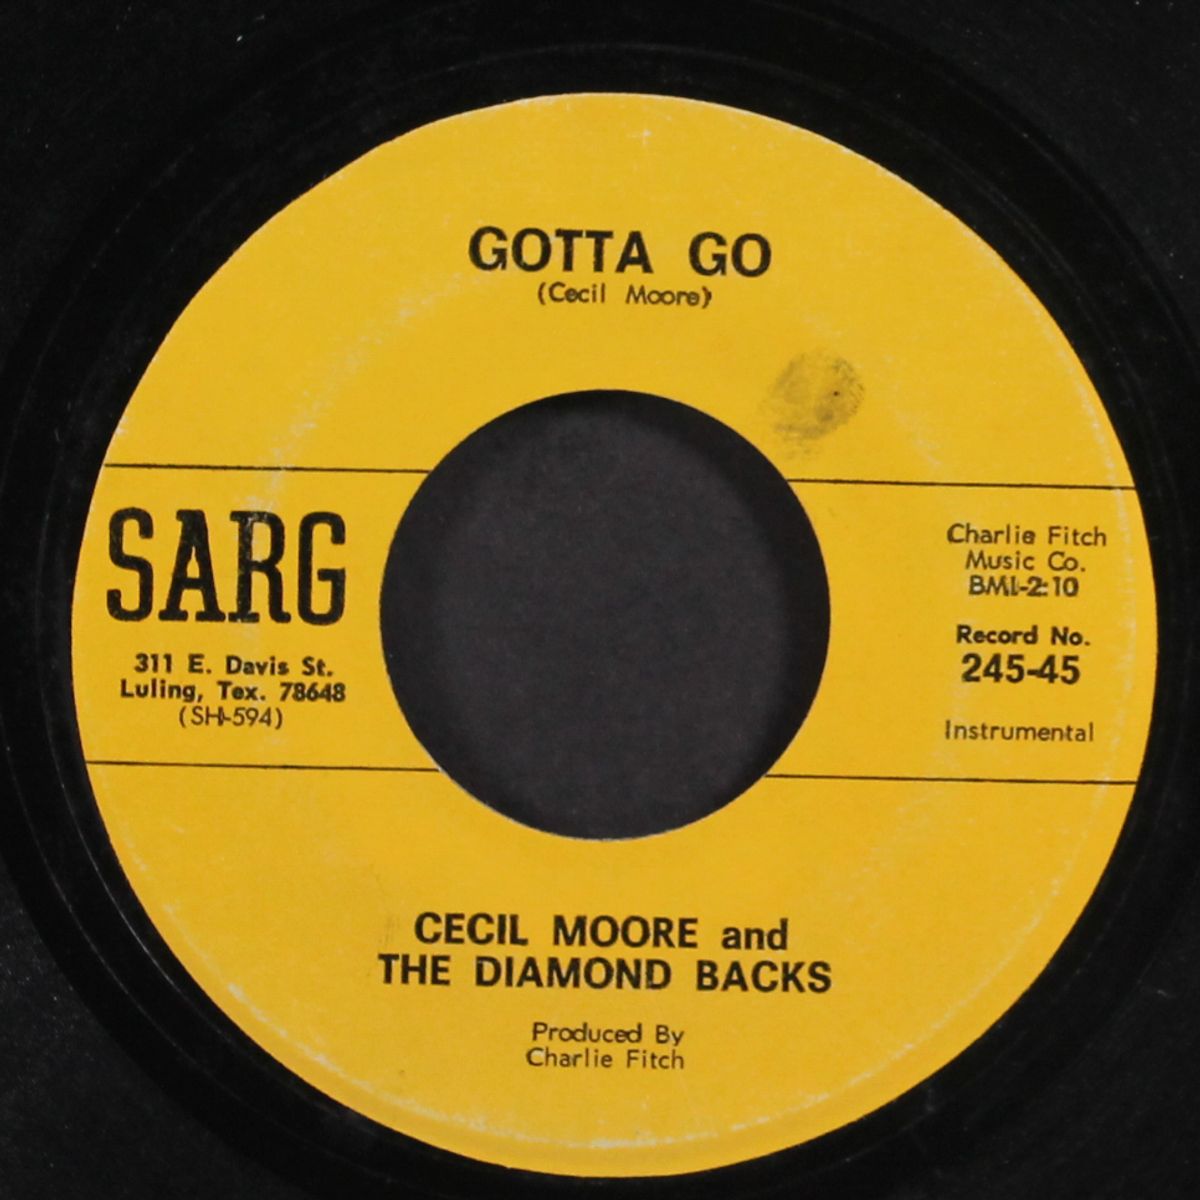 GOTTA GO
(Cecil Moore)
SARG
311 E. Davis St.
Luling, Tex. 78648
(SH-594)
Charlie Fitch
Music Co.
BMI-2:10
Record No.
245-45
Instrumental
CECIL MOORE and
THE DIAMOND BACKS
Produced By
Charlie Fitch